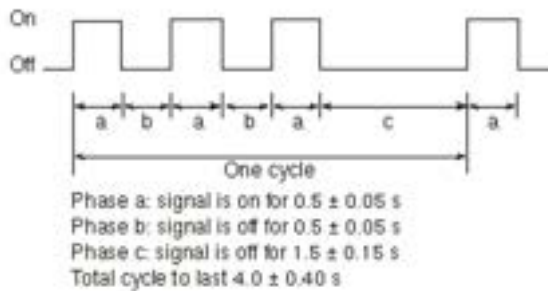 On
Off
a b a b a c a
One cycle
Phase a: signal is on for 0.5 ± 0.05 s
Phase b: signal is off for 0.5 ± 0.05 s
Phase c: signal is off for 1.5 ± 0.15 s
Total cycle to last 4.0 ± 0.40 s